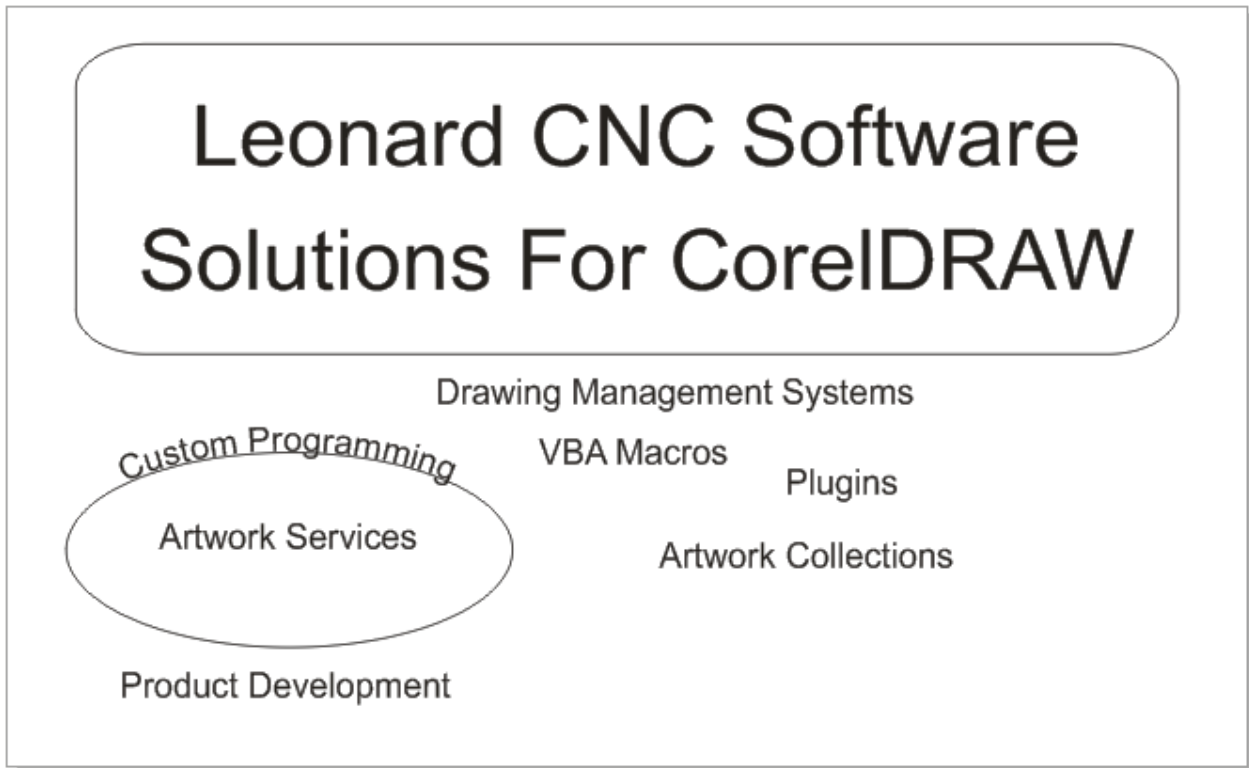 Leonard CNC Software
Solutions For CorelDRAW
Drawing Management Systems
Custom Programming
VBA Macros
Plugins
Artwork Services
Artwork Collections
Product Development